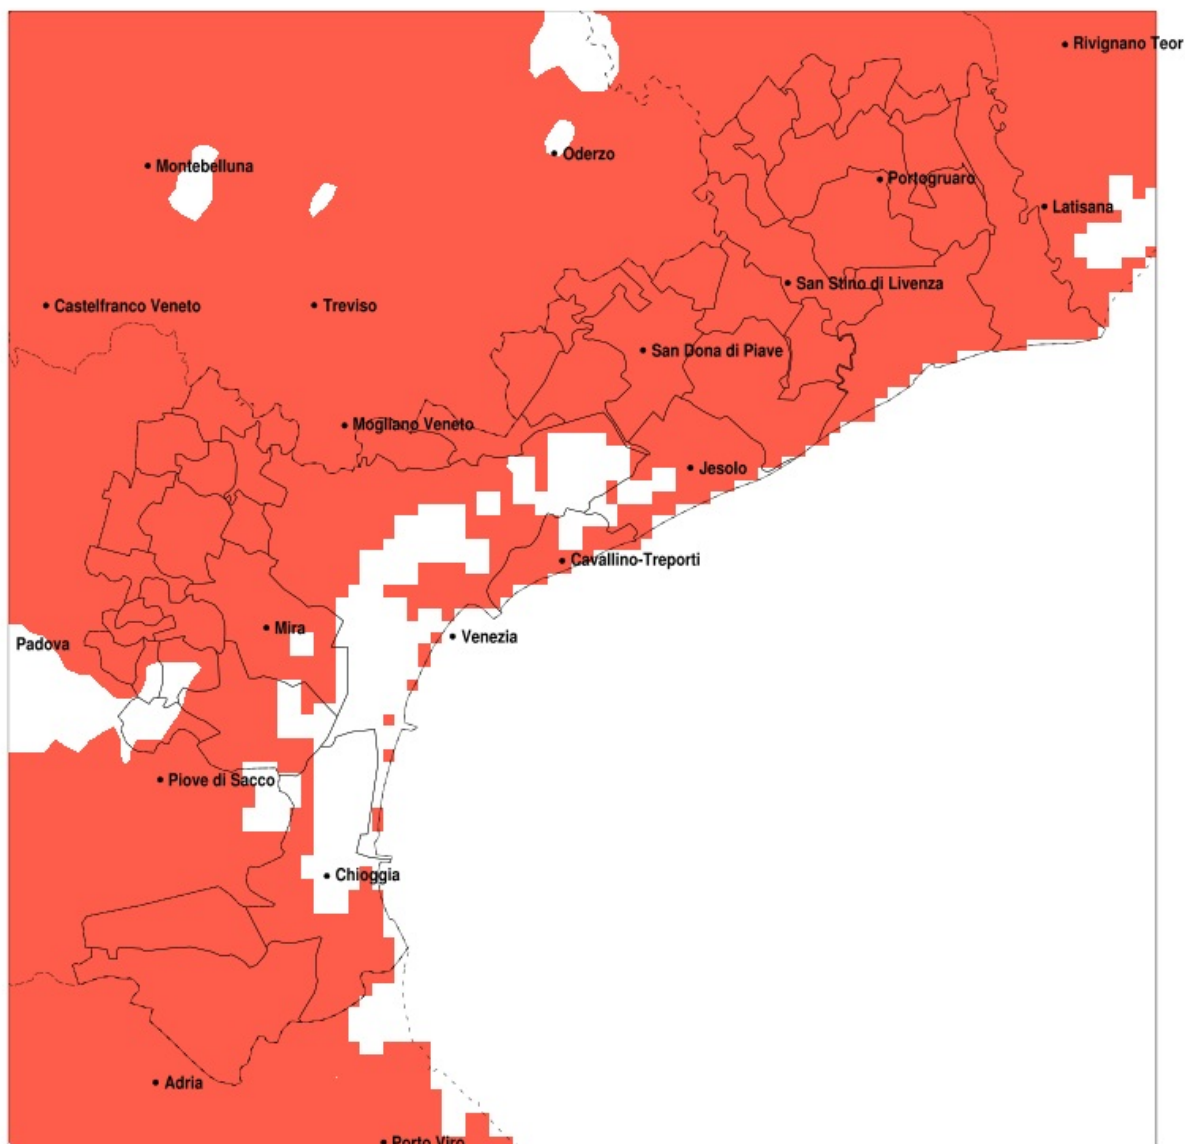 Rivignano Teor
Oderzo
Montebelluna
Portogruaro
Latisana
San Stino di Livenza
Castelfranco Veneto
Treviso
San Dona di Piave
Mogliano Veneto
Jesolo
Cavallino-Treporti
Mira
Venezia
Padova
Piove di Sacco
Chioggia
Adria
Porto Viro